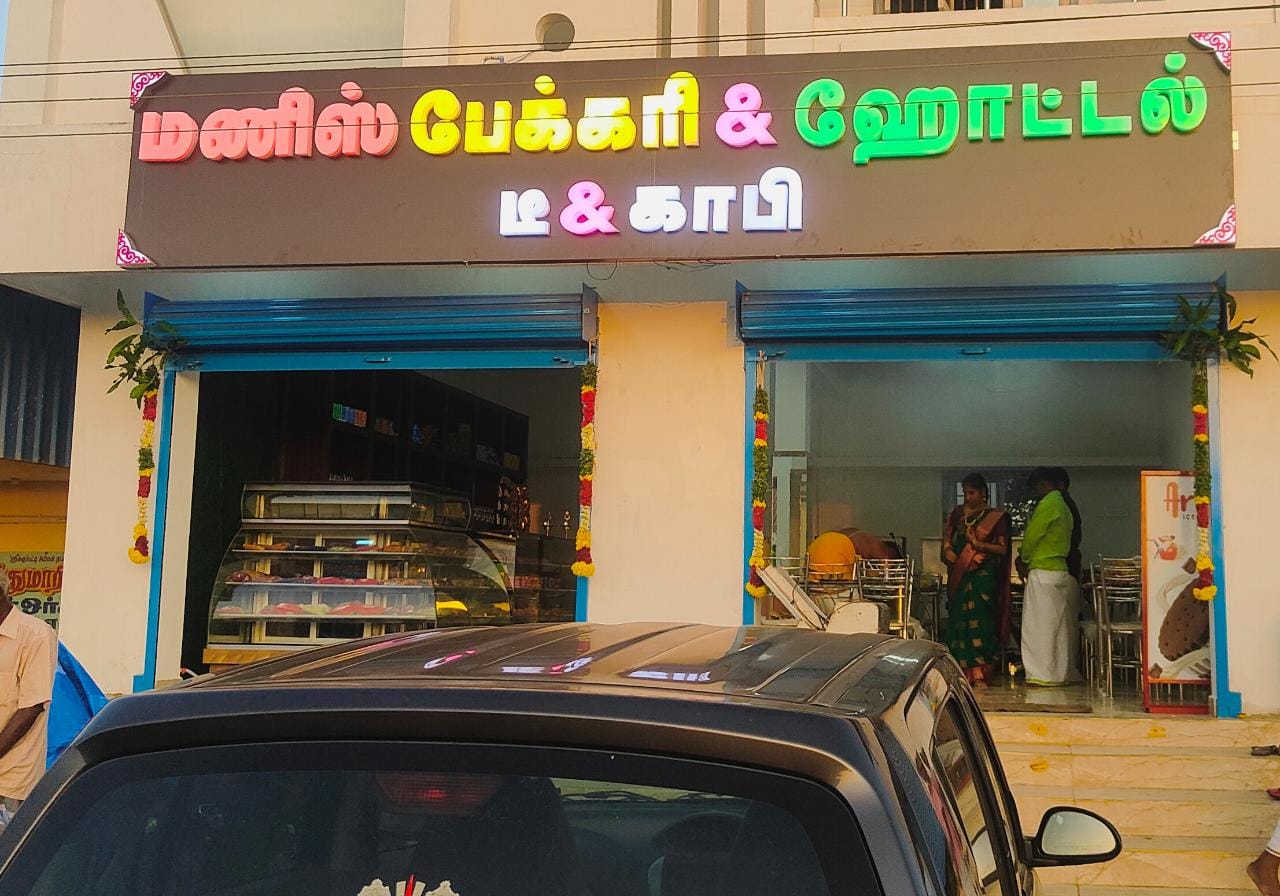 மணிஸ் பேக்கரி & ஹோட்டல்
டீ & காபி